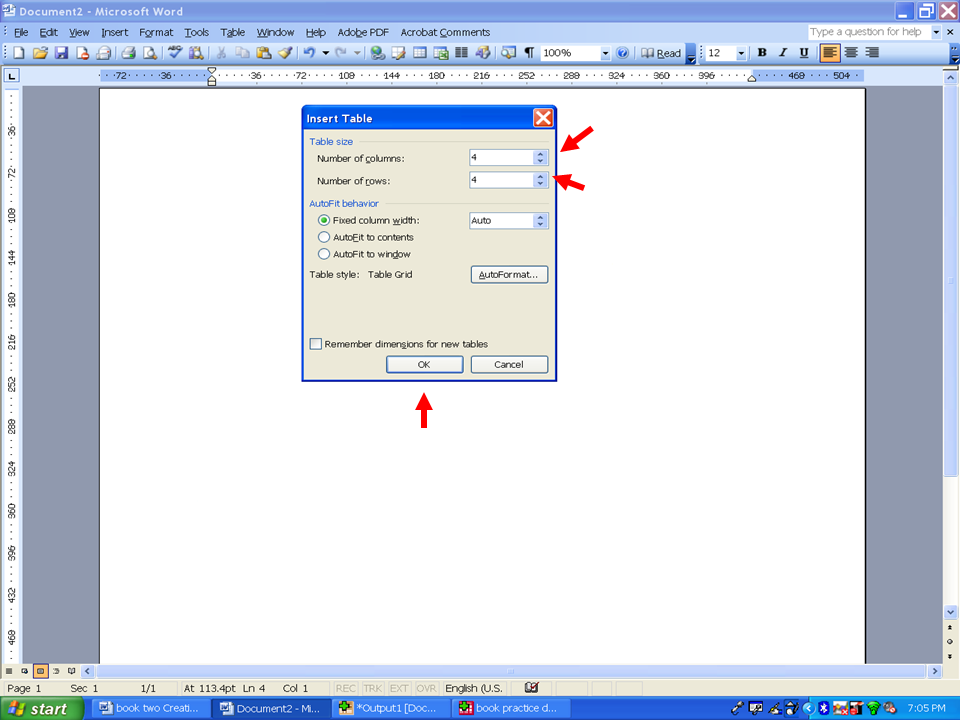 Document2 - Microsoft Word
File Edit View Insert Format Tools Table Window Help Adobe PDF Acrobat Comments
Type a question for help
100% Read 12 B I U
72 36 36 72 108 144 180 216 252 288 324 360 396 468 504
36
72
108
144
180
216
252
288
324
360
396
432
468
Insert Table
Table size
Number of columns: 4
Number of rows: 4
AutoFit behavior
Fixed column width: Auto
AutoFit to contents
AutoFit to window
Table style: Table Grid AutoFormat...
Remember dimensions for new tables
OK Cancel
Page 1 Sec 1 1/1 At 113.4pt Ln 4 Col 1 REC TRK EXT OVR English (U.S.
start book two Creati... Document2 - Mi... *Output1 [Doc... book practice d... 7:05 PM